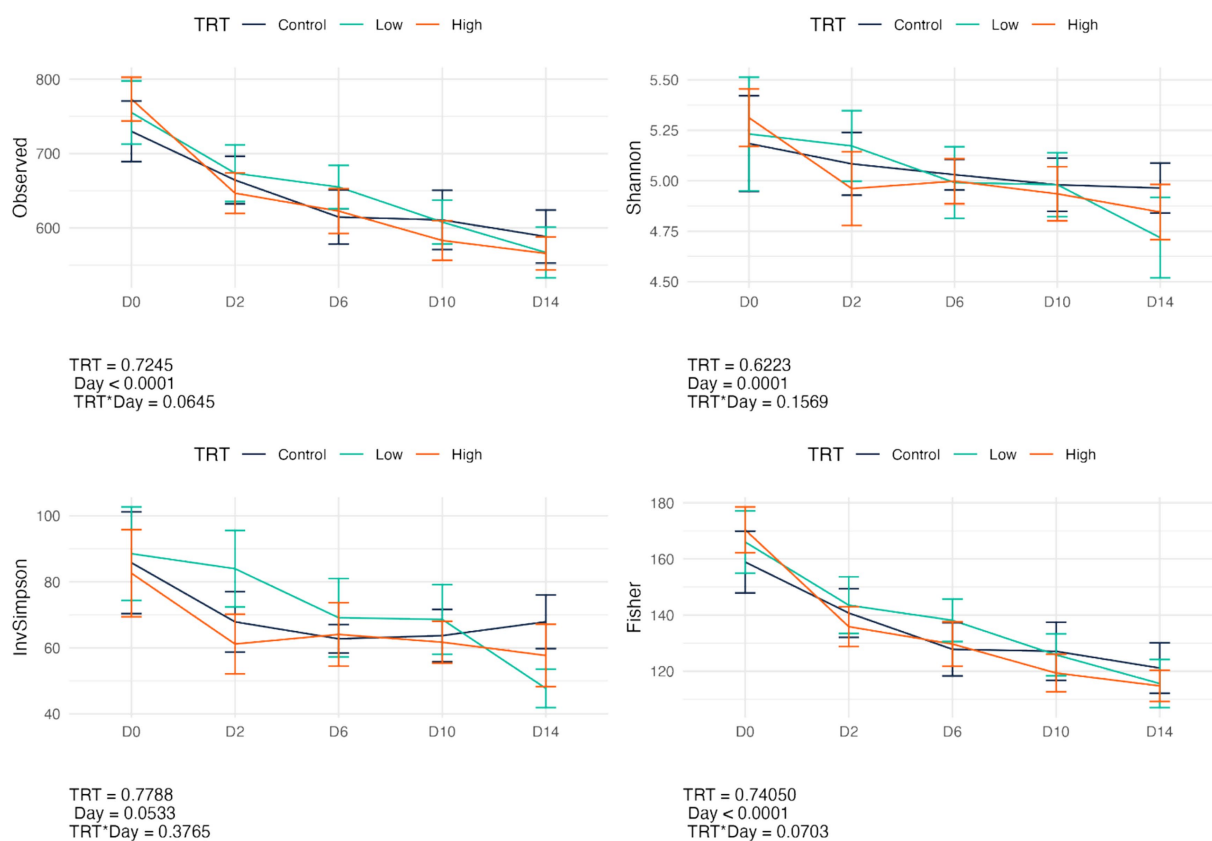 TRT Control Low High
Observed
800
700
600
D0 D2 D6 D10 D14
TRT = 0.7245
Day < 0.0001
TRT*Day = 0.0645
TRT Control Low High
Shannon
5.50
5.25
5.00
4.75
4.50
D0 D2 D6 D10 D14
TRT = 0.6223
Day = 0.0001
TRT*Day = 0.1569
TRT Control Low High
InvSimpson
100
80
60
40
D0 D2 D6 D10 D14
TRT = 0.7788
Day = 0.0533
TRT*Day = 0.3765
TRT Control Low High
Fisher
180
160
140
120
D0 D2 D6 D10 D14
TRT = 0.74050
Day < 0.0001
TRT*Day = 0.0703